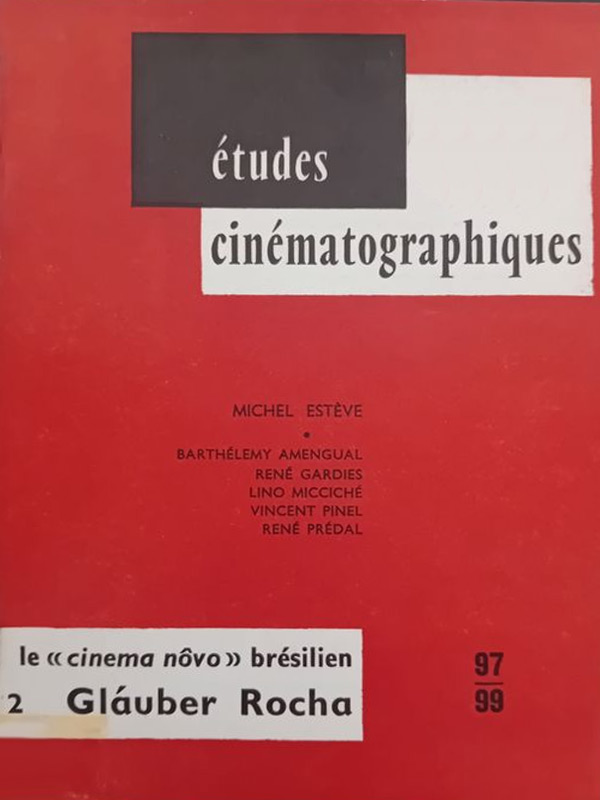 études
cinématographiques
MICHEL ESTÈVE
•
BARTHÉLEMY AMENGUAL
RENÉ GARDIES
LINO MICCICHÉ
VINCENT PINEL
RENÉ PRÉDAL
le « cinema nôvo » brésilien
2 Gláuber Rocha
97
99